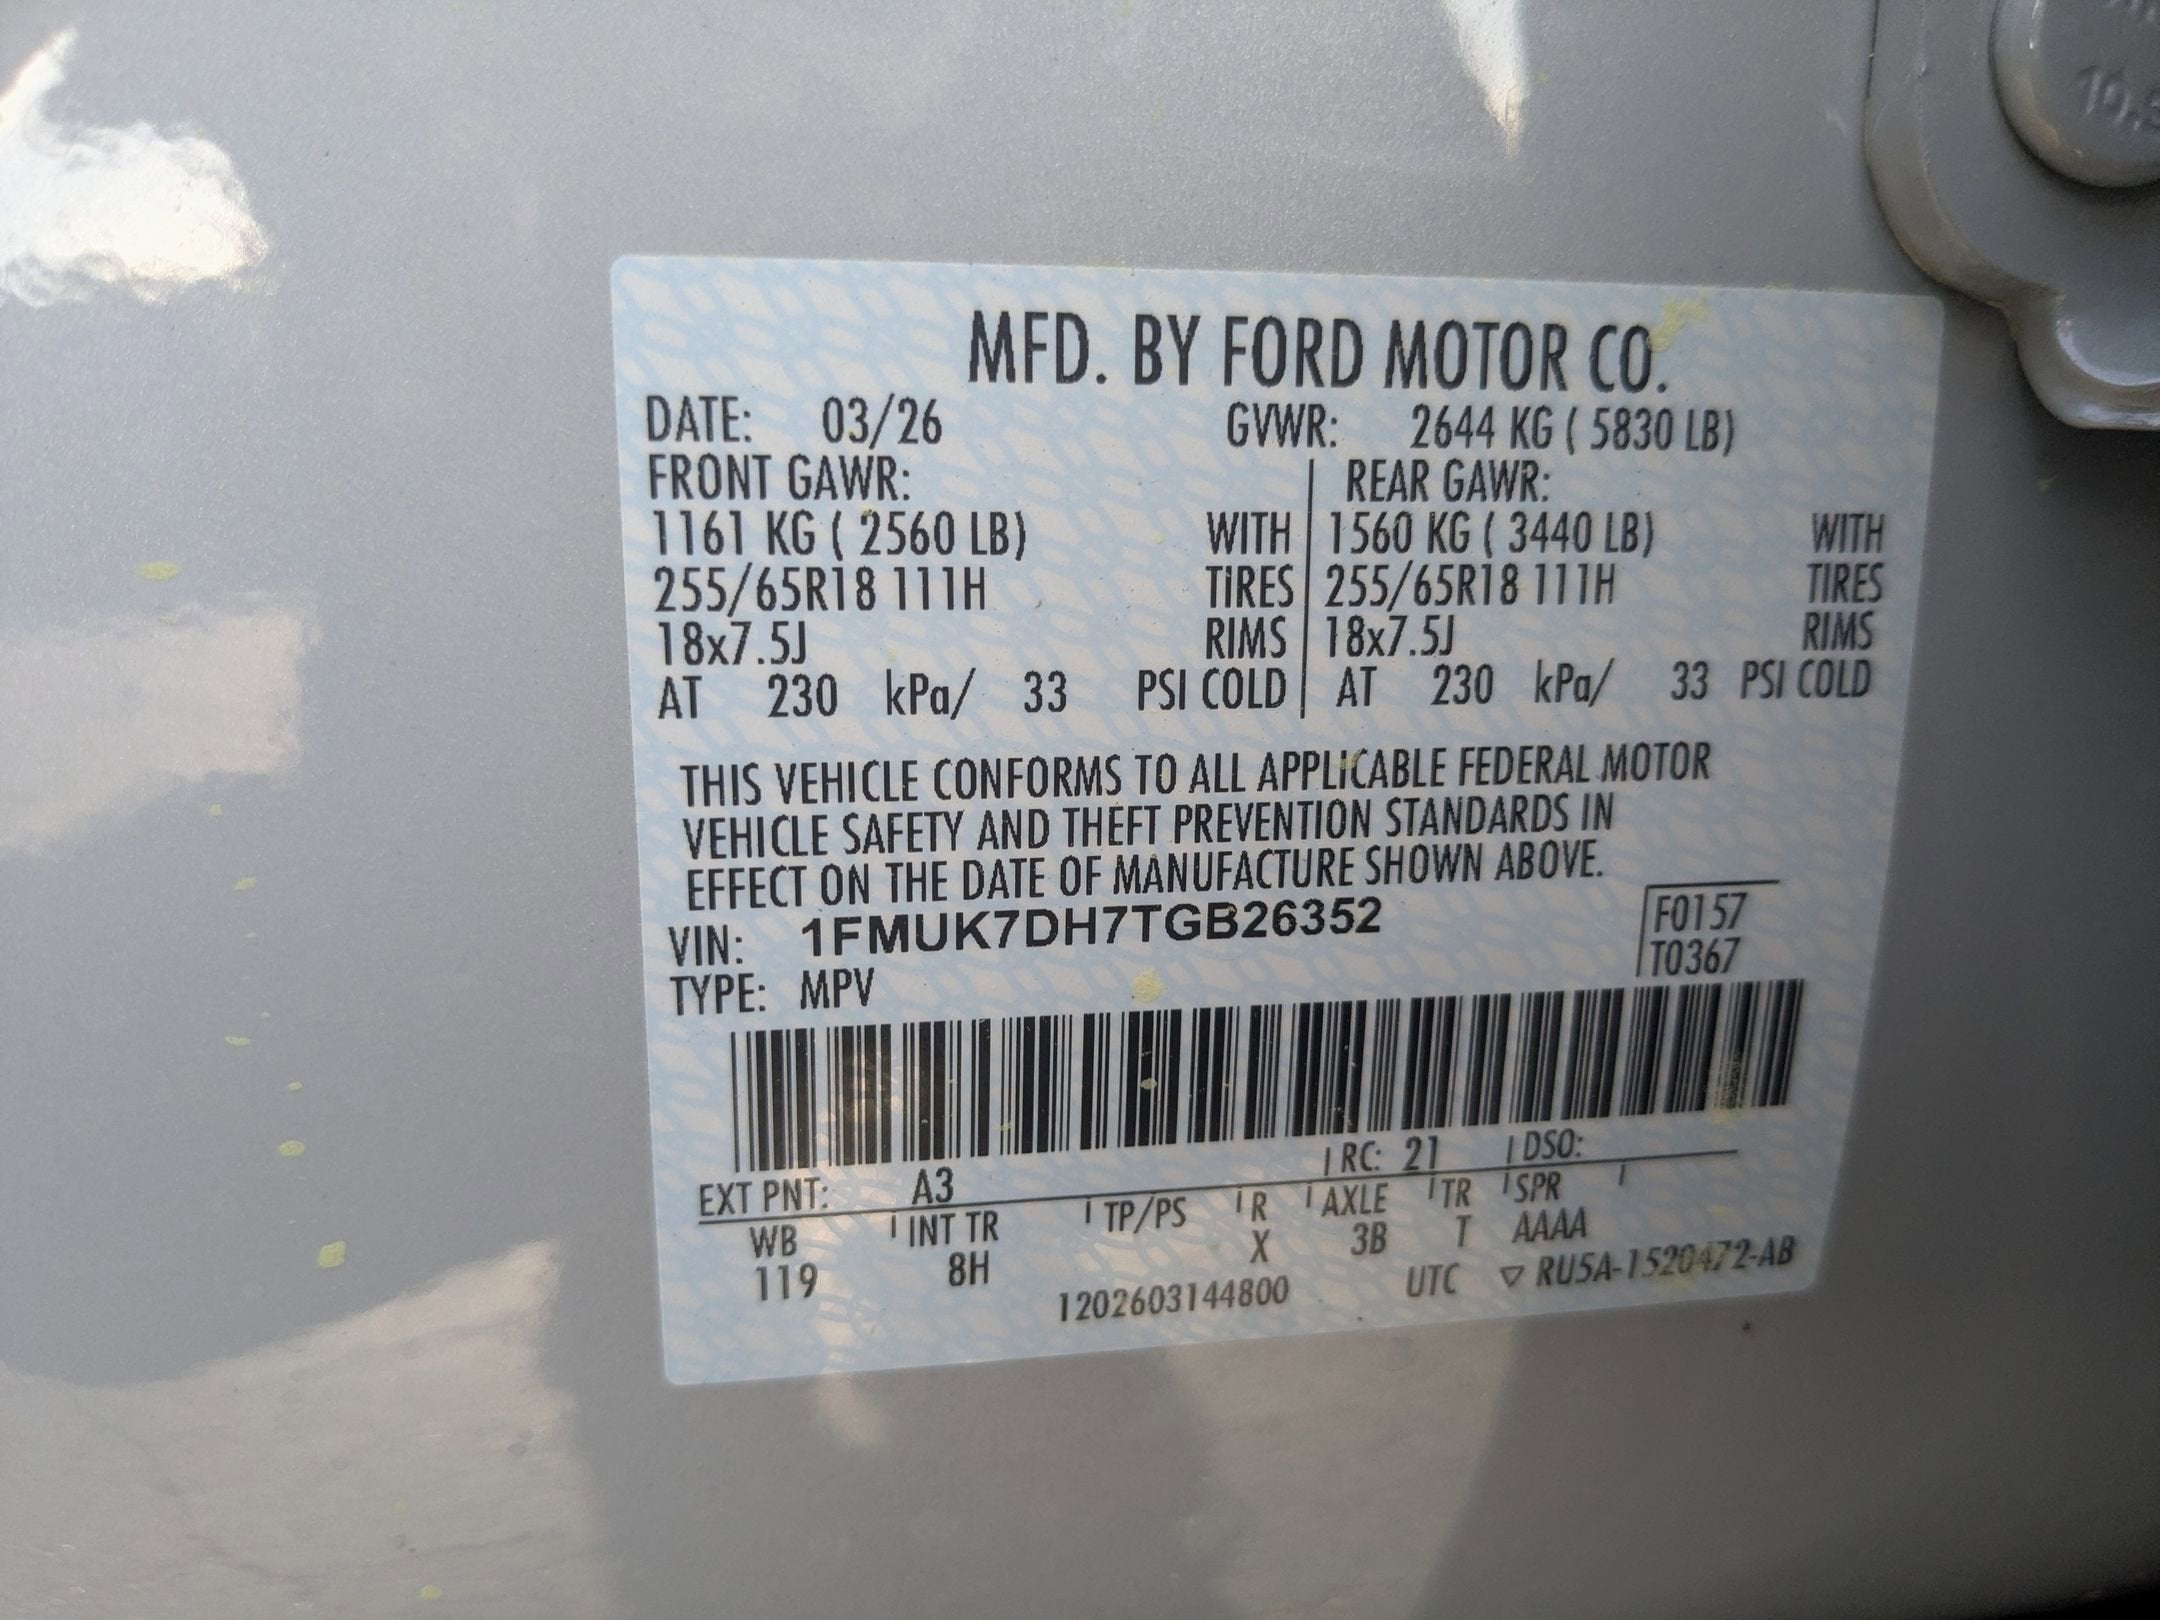 MFD. BY FORD MOTOR CO.
DATE: 03/26 GVWR: 2644 KG ( 5830 LB)
FRONT GAWR: REAR GAWR:
1161 KG ( 2560 LB) WITH 1560 KG ( 3440 LB) WITH
255/65R18 111H TIRES 255/65R18 111H TIRES
18x7.5J RIMS 18x7.5J RIMS
AT 230 kPa/ 33 PSI COLD AT 230 kPa/ 33 PSI COLD
THIS VEHICLE CONFORMS TO ALL APPLICABLE FEDERAL MOTOR
VEHICLE SAFETY AND THEFT PREVENTION STANDARDS IN
EFFECT ON THE DATE OF MANUFACTURE SHOWN ABOVE.
VIN: 1FMUK7DH7TGB26352
TYPE: MPV
F0157
T0367
EXT PNT: A3 RC: 21 DSO:
WB INT TR TP/PS R AXLE TR SPR
119 8H X 3B T AAAA
1202603144800 UTC ▽ RU5A-1520472-AB